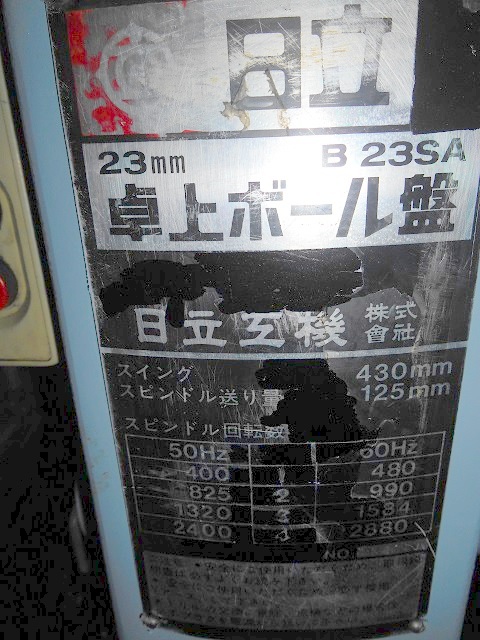 日立
23mm B 23SA
卓上ボール盤
日立工機 株式會社
スイング 430mm
スピンドル送り量 125mm
スピンドル回転数
50Hz 60Hz
400 1 480
825 2 990
1320 3 1584
2400 4 2880
NO.